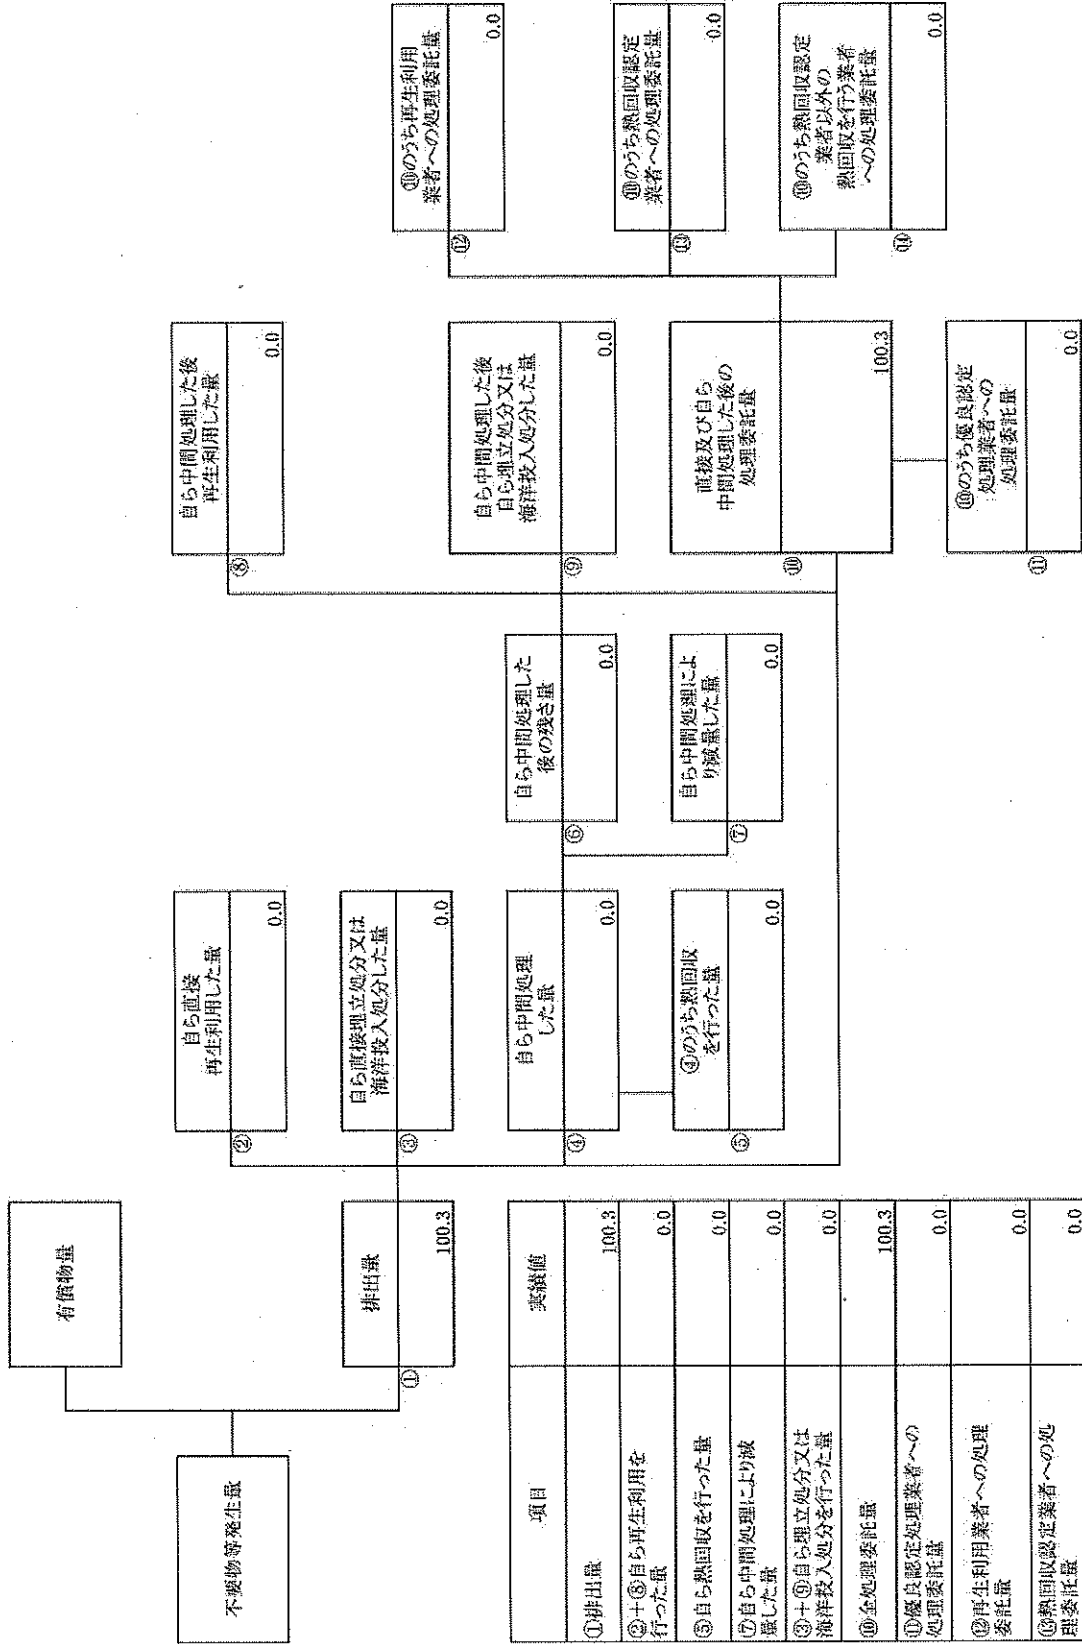 不要物等発生量
有償物量
排出量
①
100.3
自ら直接
再生利用した量
②
0.0
自ら直接埋立処分又は
海洋投入処分した量
③
0.0
自ら中間処理
した量
④
0.0
④のうち熱回収
を行った量
⑤
0.0
自ら中間処理した
後の残さ量
⑥
0.0
自ら中間処理によ
り減量した量
⑦
0.0
自ら中間処理した後
再生利用した量
⑧
0.0
自ら中間処理した後
自ら埋立処分又は
海洋投入処分した量
⑨
0.0
直接及び自ら
中間処理した後の
処理委託量
⑩
100.3
⑩のうち優良認定
処理業者への
処理委託量
⑪
0.0
⑩のうち再生利用
業者への処理委託量
⑫
0.0
⑩のうち熱回収認定
業者への処理委託量
⑬
0.0
⑩のうち熱回収認定
業者以外の
熱回収を行う業者
への処理委託量
⑭
0.0
項目 実績値
①排出量 100.3
②+⑧自ら再生利用を
行った量 0.0
⑤自ら熱回収を行った量 0.0
⑦自ら中間処理により減
量した量 0.0
③+⑨自ら埋立処分又は
海洋投入処分を行った量 0.0
⑩全処理委託量 100.3
⑪優良認定処理業者への
処理委託量 0.0
⑫再生利用業者への処理
委託量 0.0
⑬熱回収認定業者への処
理委託量 0.0